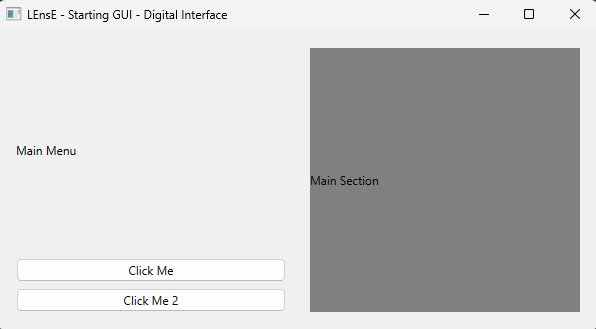 LEnsE - Starting GUI - Digital Interface
Main Menu
Main Section
Click Me
Click Me 2